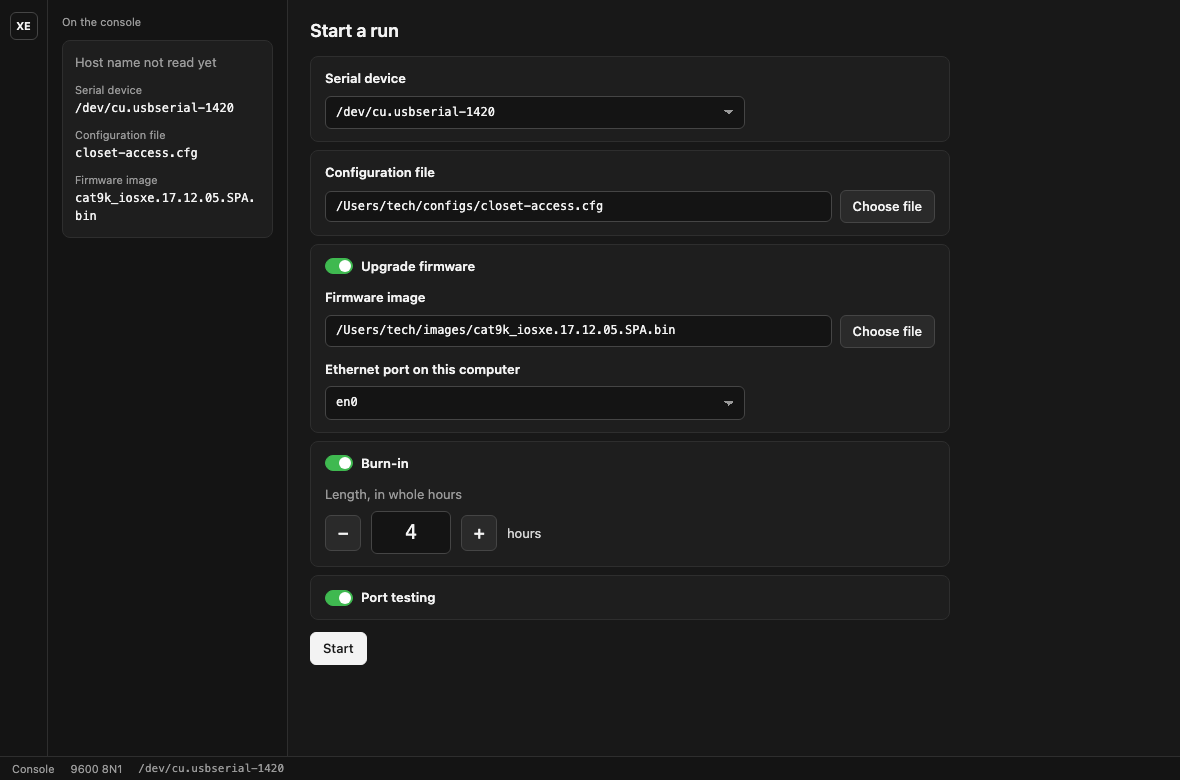 XE
On the console
Host name not read yet
Serial device
/dev/cu.usbserial-1420
Configuration file
closet-access.cfg
Firmware image
cat9k_iosxe.17.12.05.SPA.
bin
Start a run
Serial device
/dev/cu.usbserial-1420
Configuration file
/Users/tech/configs/closet-access.cfg
Choose file
Upgrade firmware
Firmware image
/Users/tech/images/cat9k_iosxe.17.12.05.SPA.bin
Choose file
Ethernet port on this computer
en0
Burn-in
Length, in whole hours
− 4 + hours
Port testing
Start
Console 9600 8N1 /dev/cu.usbserial-1420